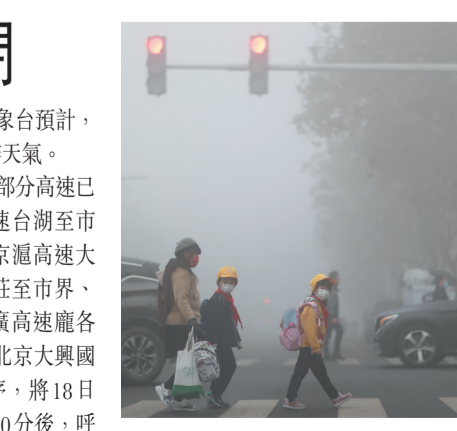 象台預計，
天氣。
部分高速已
速台湖至市
京滬高速大
莊至市界、
廣高速龐各
北京大興國
序，將18日
0分後，呼